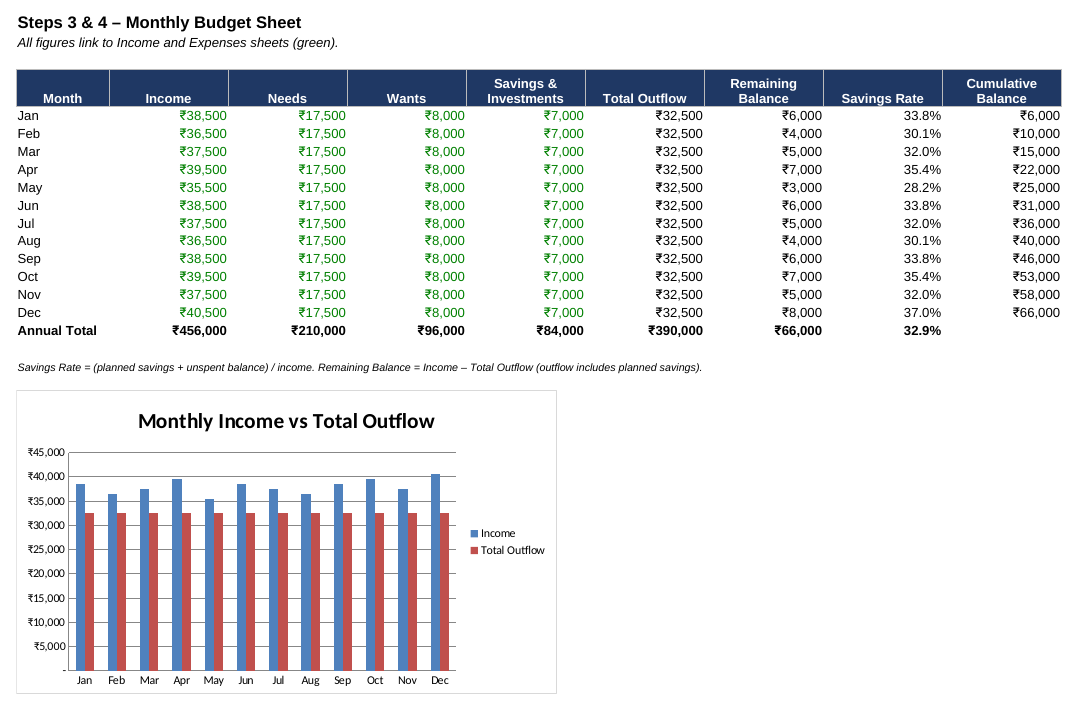 Steps 3 & 4 – Monthly Budget Sheet
All figures link to Income and Expenses sheets (green).
Month Income Needs Wants Savings & Investments Total Outflow Remaining Balance Savings Rate Cumulative Balance
Jan ₹38,500 ₹17,500 ₹8,000 ₹7,000 ₹32,500 ₹6,000 33.8% ₹6,000
Feb ₹36,500 ₹17,500 ₹8,000 ₹7,000 ₹32,500 ₹4,000 30.1% ₹10,000
Mar ₹37,500 ₹17,500 ₹8,000 ₹7,000 ₹32,500 ₹5,000 32.0% ₹15,000
Apr ₹39,500 ₹17,500 ₹8,000 ₹7,000 ₹32,500 ₹7,000 35.4% ₹22,000
May ₹35,500 ₹17,500 ₹8,000 ₹7,000 ₹32,500 ₹3,000 28.2% ₹25,000
Jun ₹38,500 ₹17,500 ₹8,000 ₹7,000 ₹32,500 ₹6,000 33.8% ₹31,000
Jul ₹37,500 ₹17,500 ₹8,000 ₹7,000 ₹32,500 ₹5,000 32.0% ₹36,000
Aug ₹36,500 ₹17,500 ₹8,000 ₹7,000 ₹32,500 ₹4,000 30.1% ₹40,000
Sep ₹38,500 ₹17,500 ₹8,000 ₹7,000 ₹32,500 ₹6,000 33.8% ₹46,000
Oct ₹39,500 ₹17,500 ₹8,000 ₹7,000 ₹32,500 ₹7,000 35.4% ₹53,000
Nov ₹37,500 ₹17,500 ₹8,000 ₹7,000 ₹32,500 ₹5,000 32.0% ₹58,000
Dec ₹40,500 ₹17,500 ₹8,000 ₹7,000 ₹32,500 ₹8,000 37.0% ₹66,000
Annual Total ₹456,000 ₹210,000 ₹96,000 ₹84,000 ₹390,000 ₹66,000 32.9%
Savings Rate = (planned savings + unspent balance) / income. Remaining Balance = Income – Total Outflow (outflow includes planned savings).
Monthly Income vs Total Outflow
₹45,000
₹40,000
₹35,000
₹30,000
₹25,000
₹20,000
₹15,000
₹10,000
₹5,000
-
Jan Feb Mar Apr May Jun Jul Aug Sep Oct Nov Dec
Income
Total Outflow